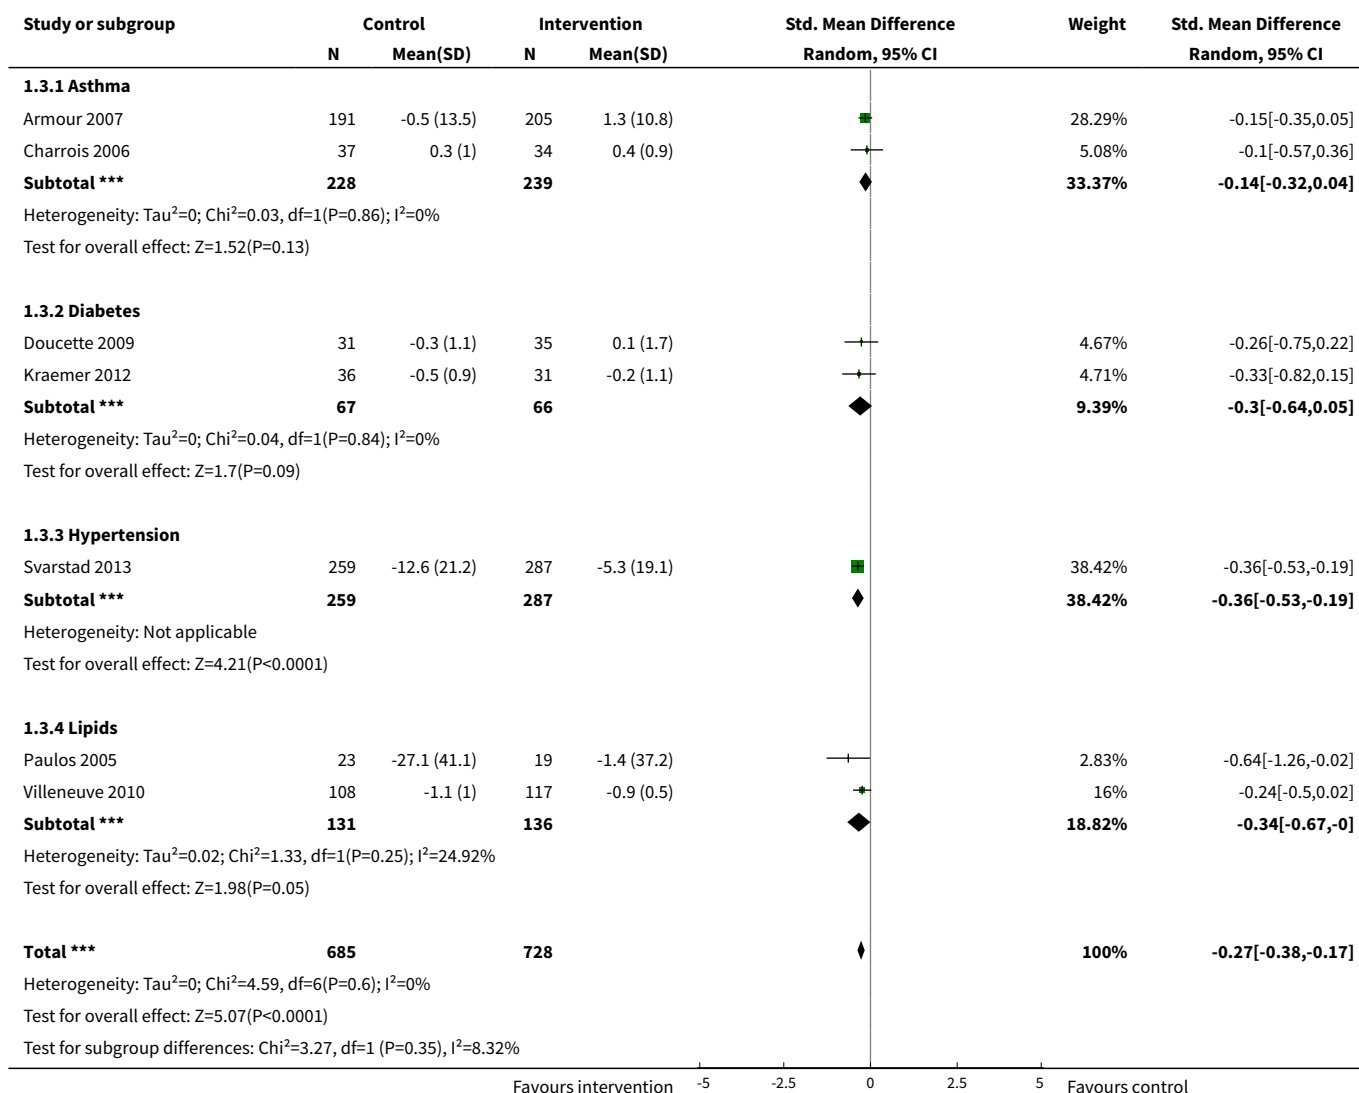 Study or subgroup Control Intervention Std. Mean Difference Weight Std. Mean Difference
N Mean(SD) N Mean(SD) Random, 95% CI Random, 95% CI
1.3.1 Asthma
Armour 2007 191 -0.5 (13.5) 205 1.3 (10.8) 28.29% -0.15[-0.35,0.05]
Charrois 2006 37 0.3 (1) 34 0.4 (0.9) 5.08% -0.1[-0.57,0.36]
Subtotal *** 228 239 33.37% -0.14[-0.32,0.04]
Heterogeneity: Tau²=0; Chi²=0.03, df=1(P=0.86); I²=0%
Test for overall effect: Z=1.52(P=0.13)
1.3.2 Diabetes
Doucette 2009 31 -0.3 (1.1) 35 0.1 (1.7) 4.67% -0.26[-0.75,0.22]
Kraemer 2012 36 -0.5 (0.9) 31 -0.2 (1.1) 4.71% -0.33[-0.82,0.15]
Subtotal *** 67 66 9.39% -0.3[-0.64,0.05]
Heterogeneity: Tau²=0; Chi²=0.04, df=1(P=0.84); I²=0%
Test for overall effect: Z=1.7(P=0.09)
1.3.3 Hypertension
Svarstad 2013 259 -12.6 (21.2) 287 -5.3 (19.1) 38.42% -0.36[-0.53,-0.19]
Subtotal *** 259 287 38.42% -0.36[-0.53,-0.19]
Heterogeneity: Not applicable
Test for overall effect: Z=4.21(P<0.0001)
1.3.4 Lipids
Paulos 2005 23 -27.1 (41.1) 19 -1.4 (37.2) 2.83% -0.64[-1.26,-0.02]
Villeneuve 2010 108 -1.1 (1) 117 -0.9 (0.5) 16% -0.24[-0.5,0.02]
Subtotal *** 131 136 18.82% -0.34[-0.67,-0]
Heterogeneity: Tau²=0.02; Chi²=1.33, df=1(P=0.25); I²=24.92%
Test for overall effect: Z=1.98(P=0.05)
Total *** 685 728 100% -0.27[-0.38,-0.17]
Heterogeneity: Tau²=0; Chi²=4.59, df=6(P=0.6); I²=0%
Test for overall effect: Z=5.07(P<0.0001)
Test for subgroup differences: Chi²=3.27, df=1 (P=0.35), I²=8.32%
Favours intervention -5 -2.5 0 2.5 5 Favours control